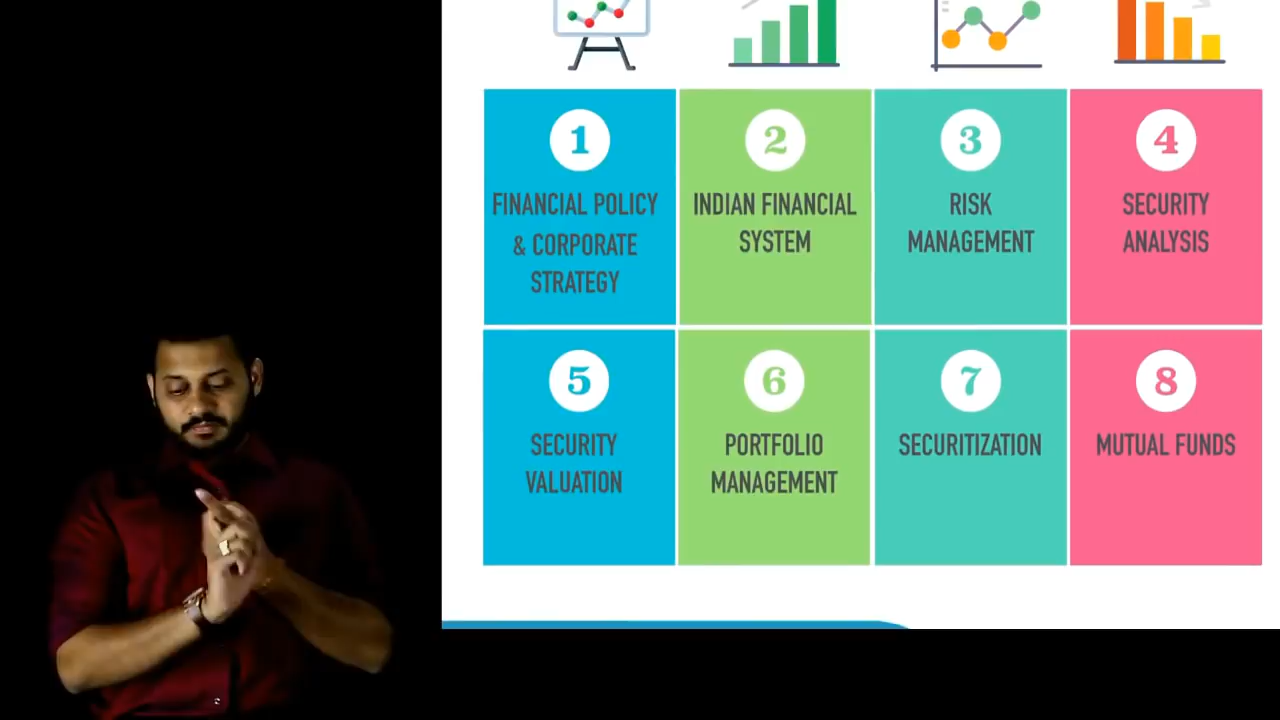 1
FINANCIAL POLICY
& CORPORATE
STRATEGY
2
INDIAN FINANCIAL
SYSTEM
3
RISK
MANAGEMENT
4
SECURITY
ANALYSIS
5
SECURITY
VALUATION
6
PORTFOLIO
MANAGEMENT
7
SECURITIZATION
8
MUTUAL FUNDS